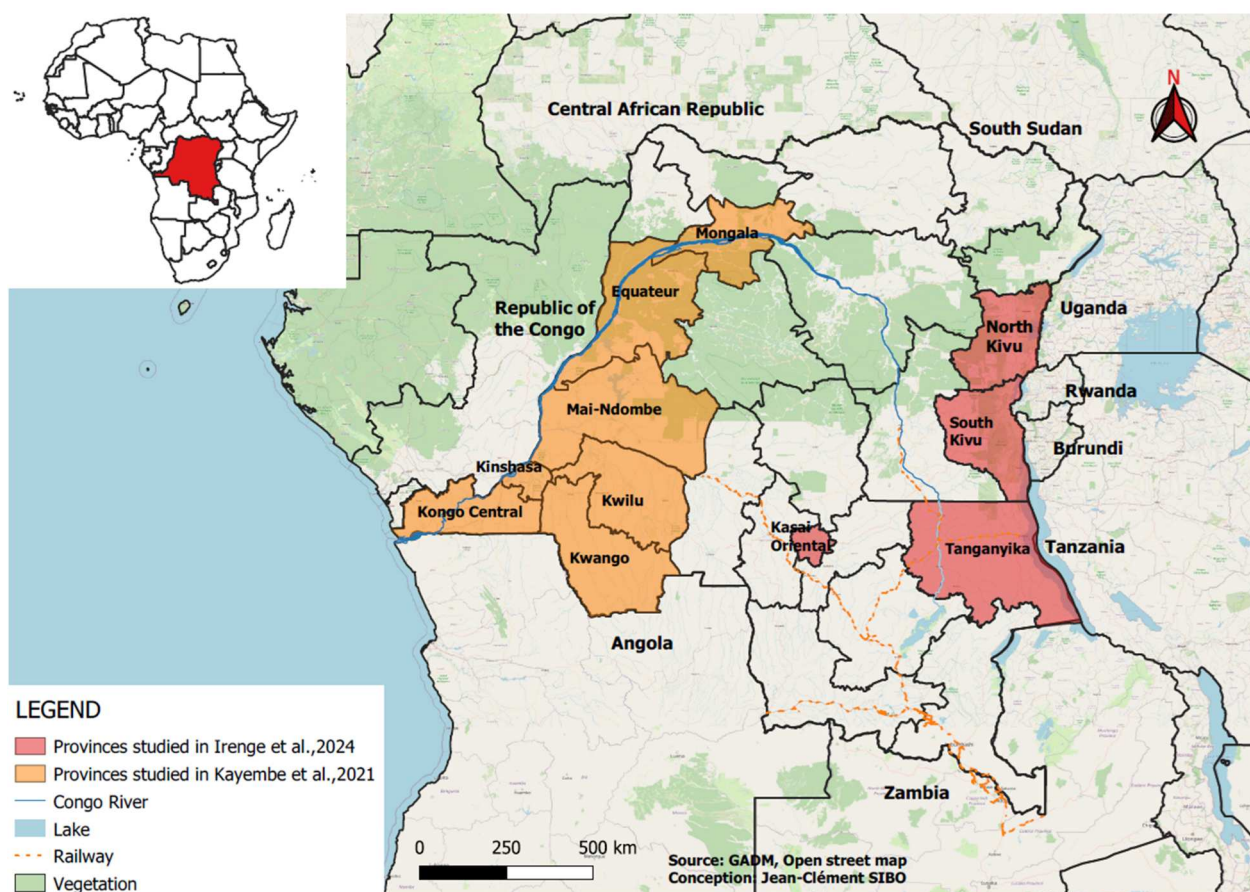 N
Central African Republic
South Sudan
Mongala
Equateur
Republic of
the Congo
Uganda
North
Kivu
Rwanda
Mai-Ndombe
South
Kivu
Burundi
Kinshasa
Kwilu
Kongo Central
Kasai
Oriental
Tanganyika
Tanzania
Kwango
Angola
Zambia
LEGEND
Provinces studied in Irenge et al.,2024
Provinces studied in Kayembe et al.,2021
Congo River
Lake
Railway
Vegetation
0 250 500 km
Source: GADM, Open street map
Conception: Jean-Clément SIBO